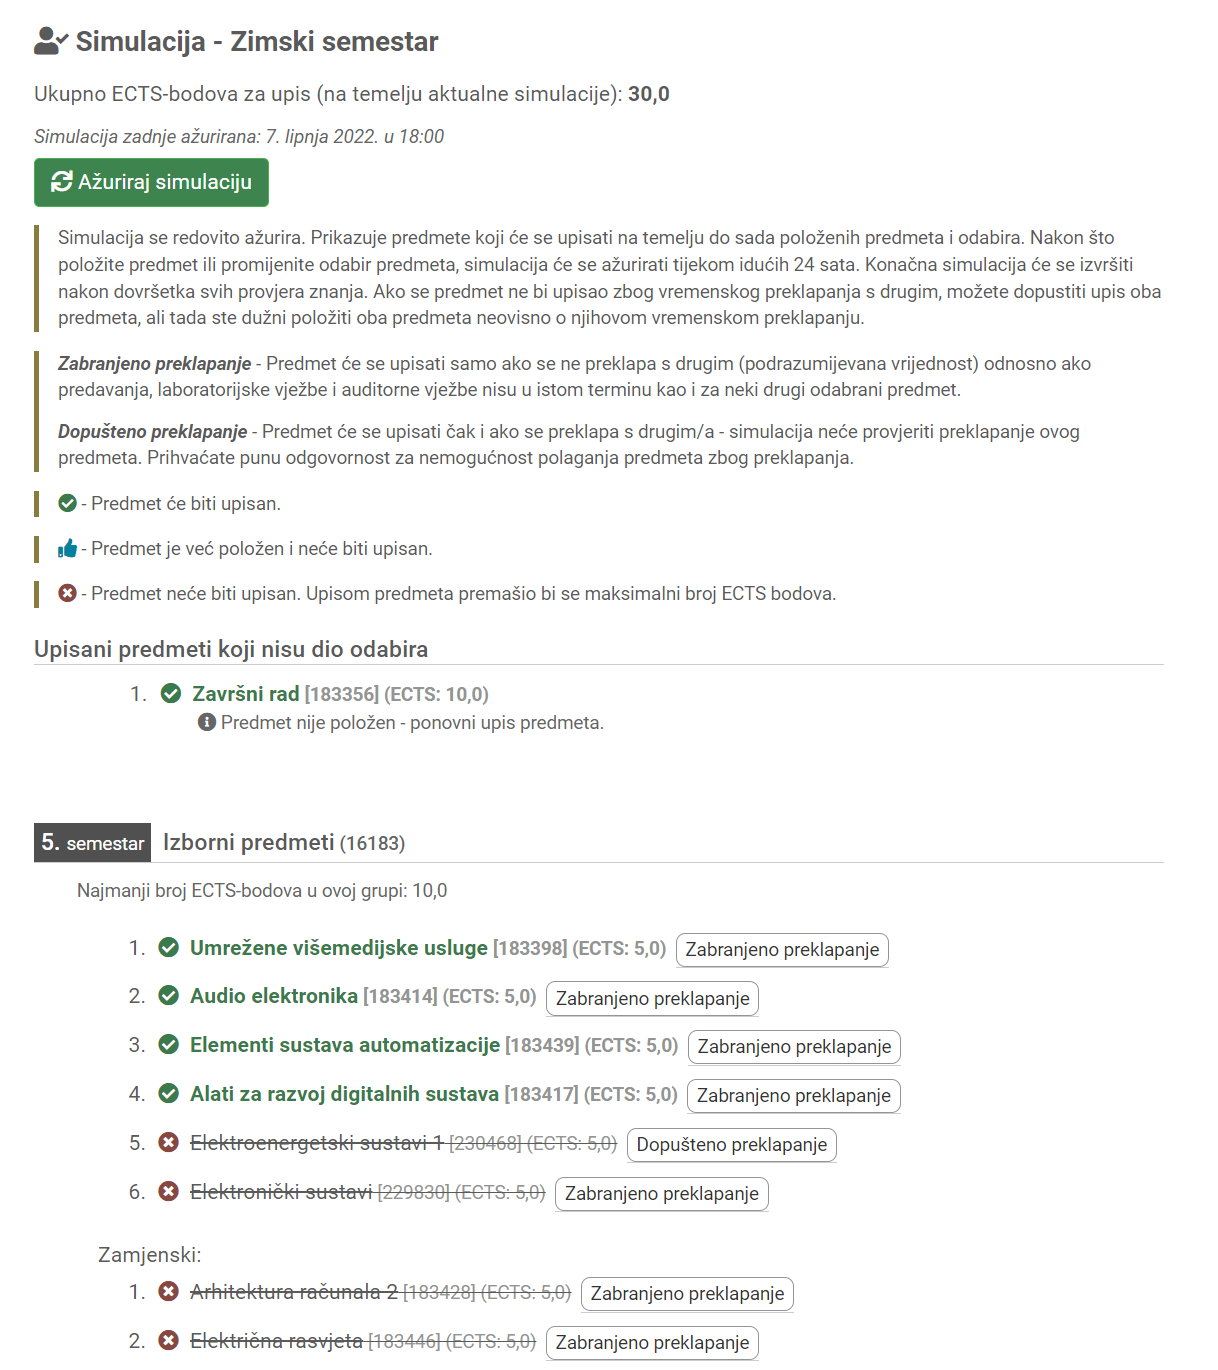 Simulacija - Zimski semestar
Ukupno ECTS-bodova za upis (na temelju aktualne simulacije): 30,0
Simulacija zadnje ažurirana: 7. lipnja 2022. u 18:00
Ažuriraj simulaciju
Simulacija se redovito ažurira. Prikazuje predmete koji će se upisati na temelju do sada položenih predmeta i odabira. Nakon što
položite predmet ili promijenite odabir predmeta, simulacija će se ažurirati tijekom idućih 24 sata. Konačna simulacija će se izvršiti
nakon dovršetka svih provjera znanja. Ako se predmet ne bi upisao zbog vremenskog preklapanja s drugim, možete dopustiti upis oba
predmeta, ali tada ste dužni položiti oba predmeta neovisno o njihovom vremenskom preklapanju.
Zabranjeno preklapanje - Predmet će se upisati samo ako se ne preklapa s drugim (podrazumijevana vrijednost) odnosno ako
predavanja, laboratorijske vježbe i auditorne vježbe nisu u istom terminu kao i za neki drugi odabrani predmet.
Dopušteno preklapanje - Predmet će se upisati čak i ako se preklapa s drugim/a - simulacija neće provjeriti preklapanje ovog
predmeta. Prihvaćate punu odgovornost za nemogućnost polaganja predmeta zbog preklapanja.
- Predmet će biti upisan.
- Predmet je već položen i neće biti upisan.
- Predmet neće biti upisan. Upisom predmeta premašio bi se maksimalni broj ECTS bodova.
Upisani predmeti koji nisu dio odabira
1. Završni rad [183356] (ECTS: 10,0)
Predmet nije položen - ponovni upis predmeta.
5. semestar Izborni predmeti (16183)
Najmanji broj ECTS-bodova u ovoj grupi: 10,0
1. Umrežene višemedijske usluge [183398] (ECTS: 5,0) Zabranjeno preklapanje
2. Audio elektronika [183414] (ECTS: 5,0) Zabranjeno preklapanje
3. Elementi sustava automatizacije [183439] (ECTS: 5,0) Zabranjeno preklapanje
4. Alati za razvoj digitalnih sustava [183417] (ECTS: 5,0) Zabranjeno preklapanje
5. Elektroenergetski sustavi 1 [230468] (ECTS: 5,0) Dopušteno preklapanje
6. Elektronički sustavi [229830] (ECTS: 5,0) Zabranjeno preklapanje
Zamjenski:
1. Arhitektura računala 2 [183428] (ECTS: 5,0) Zabranjeno preklapanje
2. Električna rasvjeta [183446] (ECTS: 5,0) Zabranjeno preklapanje